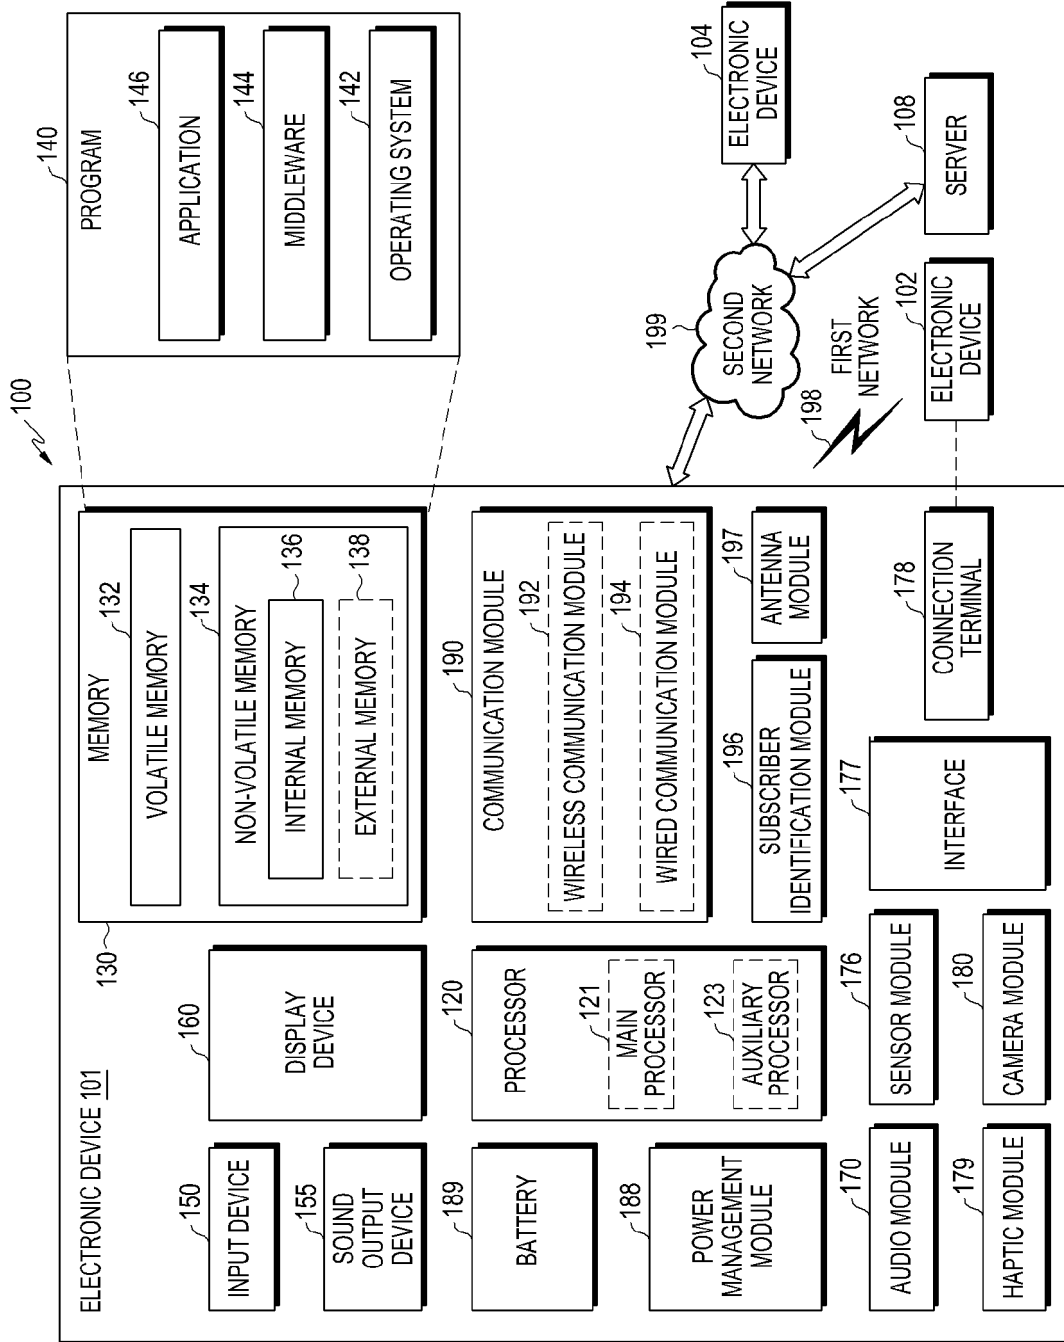 100
ELECTRONIC DEVICE 101
150
INPUT DEVICE
155
SOUND
OUTPUT
DEVICE
189
BATTERY
188
POWER
MANAGEMENT
MODULE
170
AUDIO MODULE
179
HAPTIC MODULE
160
DISPLAY
DEVICE
120
PROCESSOR
121
MAIN
PROCESSOR
123
AUXILIARY
PROCESSOR
176
SENSOR MODULE
180
CAMERA MODULE
130
MEMORY
132
VOLATILE MEMORY
134
NON-VOLATILE MEMORY
136
INTERNAL MEMORY
138
EXTERNAL MEMORY
190
COMMUNICATION MODULE
192
WIRELESS COMMUNICATION MODULE
194
WIRED COMMUNICATION MODULE
196
SUBSCRIBER
IDENTIFICATION MODULE
197
ANTENNA
MODULE
177
INTERFACE
178
CONNECTION
TERMINAL
140
PROGRAM
146
APPLICATION
144
MIDDLEWARE
142
OPERATING SYSTEM
199
SECOND
NETWORK
104
ELECTRONIC
DEVICE
108
SERVER
198
FIRST
NETWORK
102
ELECTRONIC
DEVICE